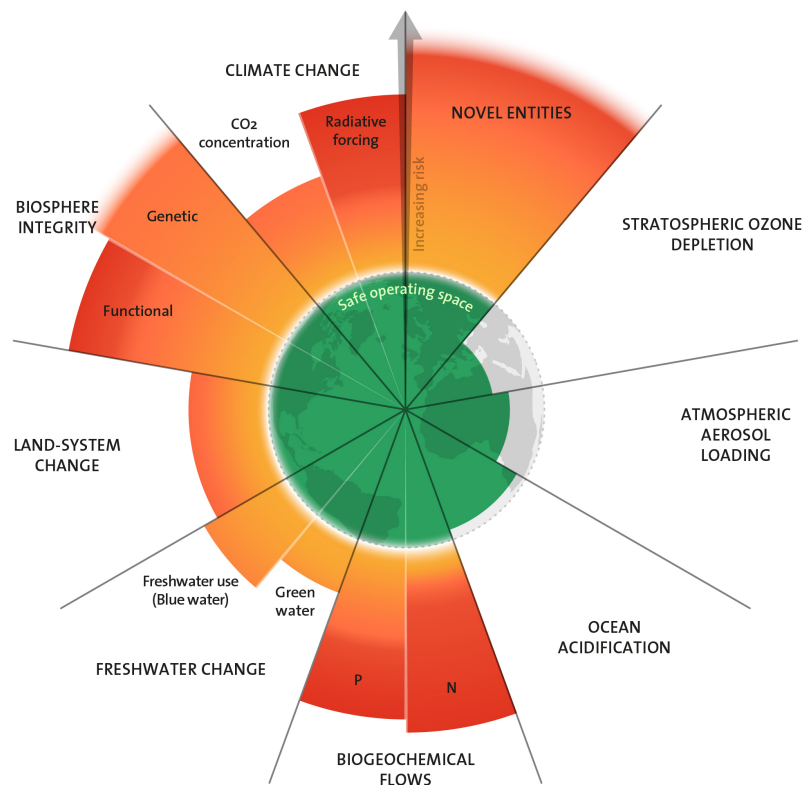 CLIMATE CHANGE
CO2
concentration
Radiative
forcing
Increasing risk
NOVEL ENTITIES
STRATOSPHERIC OZONE
DEPLETION
ATMOSPHERIC
AEROSOL
LOADING
OCEAN
ACIDIFICATION
BIOGEOCHEMICAL
FLOWS
P
N
FRESHWATER CHANGE
Freshwater use
(Blue water)
Green
water
LAND-SYSTEM
CHANGE
BIOSPHERE
INTEGRITY
Genetic
Functional
Safe operating space